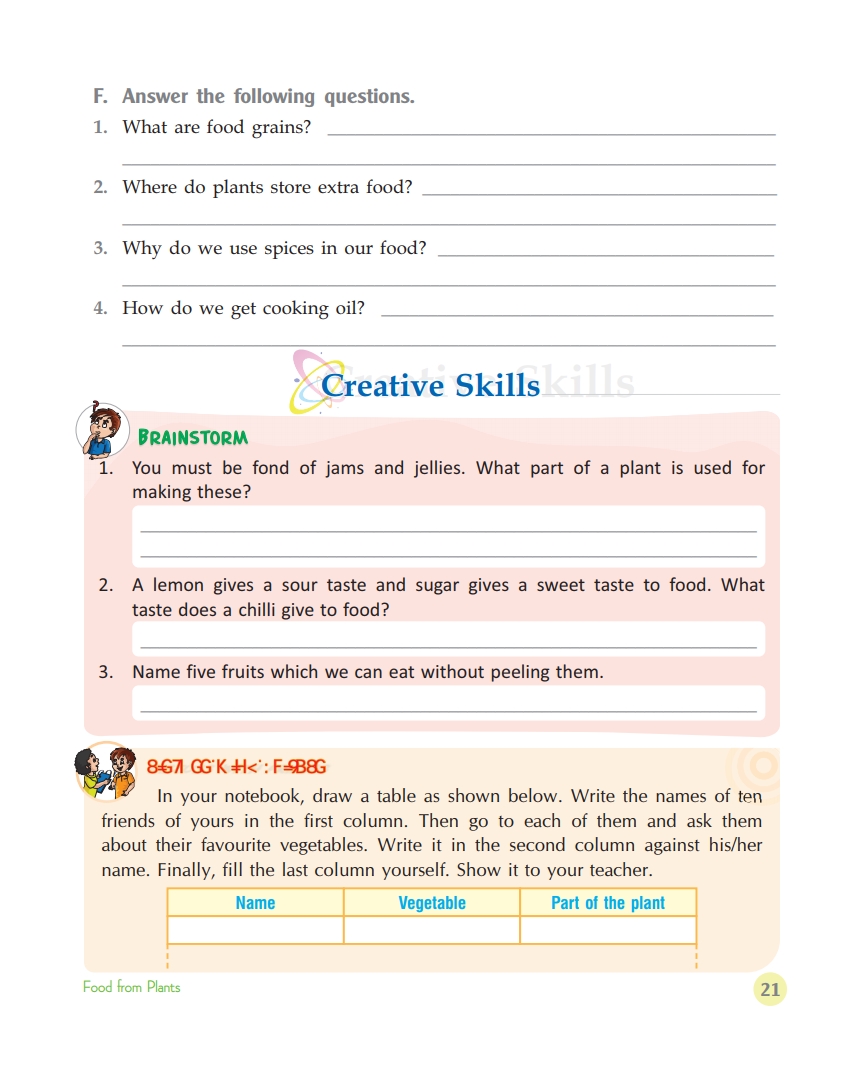 F. Answer the following questions.
1. What are food grains?
2. Where do plants store extra food?
3. Why do we use spices in our food?
4. How do we get cooking oil?
Creative Skills
BRAINSTORM
1. You must be fond of jams and jellies. What part of a plant is used for
making these?
2. A lemon gives a sour taste and sugar gives a sweet taste to food. What
taste does a chilli give to food?
3. Name five fruits which we can eat without peeling them.
In your notebook, draw a table as shown below. Write the names of ten
friends of yours in the first column. Then go to each of them and ask them
about their favourite vegetables. Write it in the second column against his/her
name. Finally, fill the last column yourself. Show it to your teacher.
Name Vegetable Part of the plant
Food from Plants 21